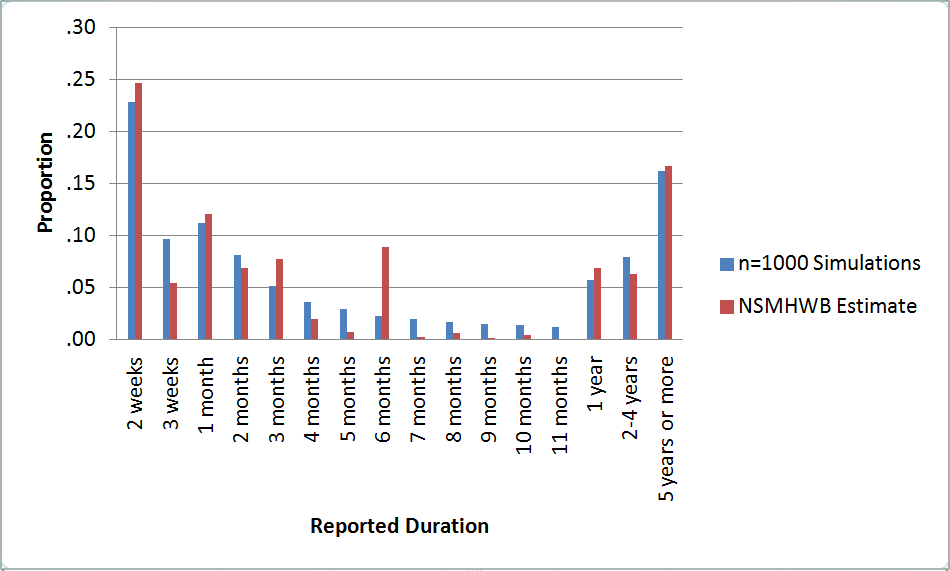 .30
.25
.20
.15
.10
.05
.00
Proportion
2 weeks
3 weeks
1 month
2 months
3 months
4 months
5 months
6 months
7 months
8 months
9 months
10 months
11 months
1 year
2-4 years
5 years or more
Reported Duration
n=1000 Simulations
NSMHWB Estimate